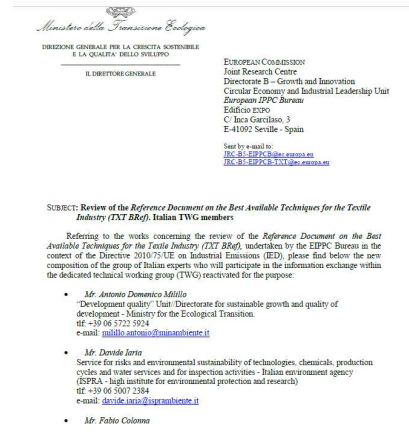 Ministero della Transizione Ecologica
DIREZIONE GENERALE PER LA CRESCITA SOSTENIBILE
E LA QUALITA' DELLO SVILUPPO
IL DIRETTORE GENERALE
EUROPEAN COMMISSION
Joint Research Centre
Directorate B – Growth and Innovation
Circular Economy and Industrial Leadership Unit
European IPPC Bureau
Edificio EXPO
C/ Inca Garcilaso, 3
E-41092 Seville - Spain
Sent by e-mail to:
JRC-B5-EIPPCB@ec.europa.eu
JRC-B5-EIPPCB-TXT@ec.europa.eu
SUBJECT: Review of the Reference Document on the Best Available Techniques for the Textile
Industry (TXT BRef). Italian TWG members
Referring to the works concerning the review of the Reference Document on the Best
Available Techniques for the Textile Industry (TXT BRef), undertaken by the EIPPC Bureau in the
context of the Directive 2010/75/UE on Industrial Emissions (IED), please find below the new
composition of the group of Italian experts who will participate in the information exchange within
the dedicated technical working group (TWG) reactivated for the purpose:
• Mr. Antonio Domenico Milillo
"Development quality" Unit//Directorate for sustainable growth and quality of
development - Ministry for the Ecological Transition.
tlf: +39 06 5722 5924
e-mail: milillo.antonio@minambiente.it
• Mr. Davide Iaria
Service for risks and environmental sustainability of technologies, chemicals, production
cycles and water services and for inspection activities - Italian environment agency
(ISPRA - high institute for environmental protection and research)
tlf: +39 06 5007 2384
e-mail: davide.iaria@isprambiente.it
• Mr. Fabio Colonna